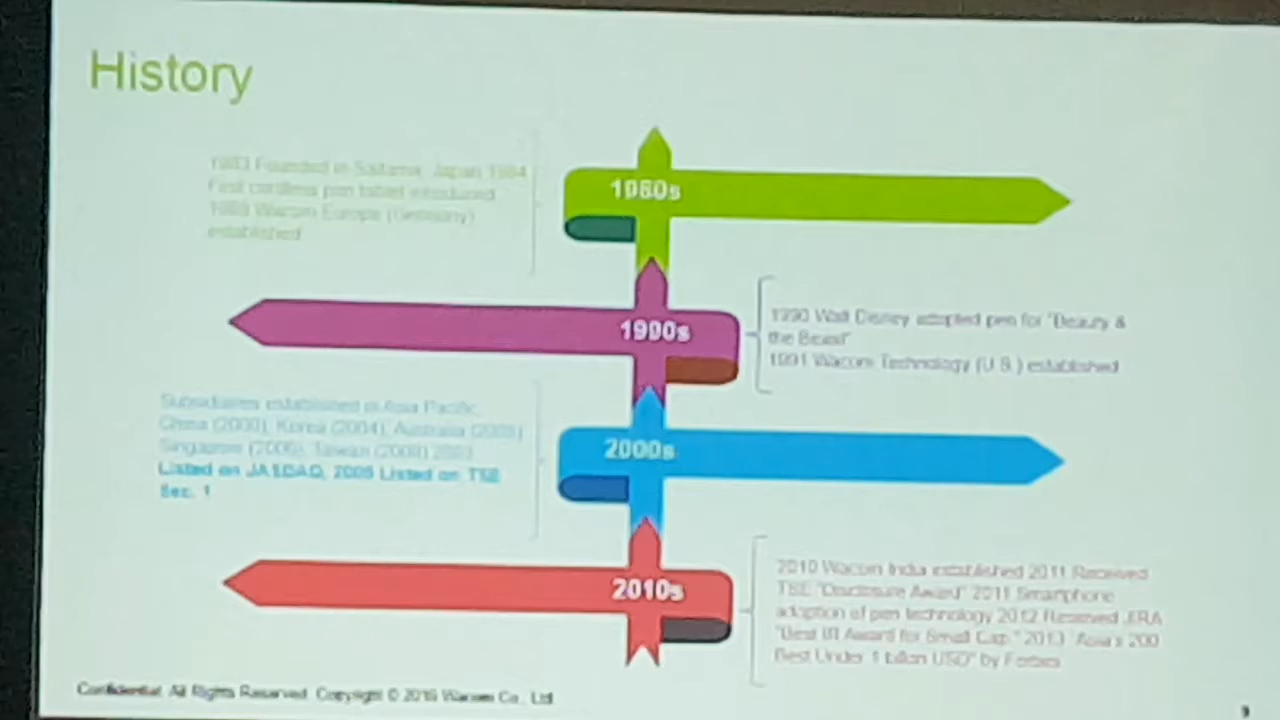 History
1983 Founded in Saitama, Japan 1984
First cordless pen tablet introduced
1988 Wacom Europe (Germany)
established
1980s
1990s
1990 Walt Disney adopted pen for "Beauty &
the Beast"
1991 Wacom Technology (U.S.) established
Subsidiaries established in Asia Pacific,
China (2000), Korea (2004), Australia (2005)
Singapore (2006), Taiwan (2008) 2003
Listed on JASDAQ, 2005 Listed on TSE
Sec. 1
2000s
2010s
2010 Wacom India established 2011 Received
TSE "Disclosure Award" 2011 Smartphone
adoption of pen technology 2012 Received JIRA
"Best IR Award for Small Cap." 2013 "Asia's 200
Best Under 1 billion USD" by Forbes
Confidential. All Rights Reserved. Copyright © 2016 Wacom Co., Ltd.
9